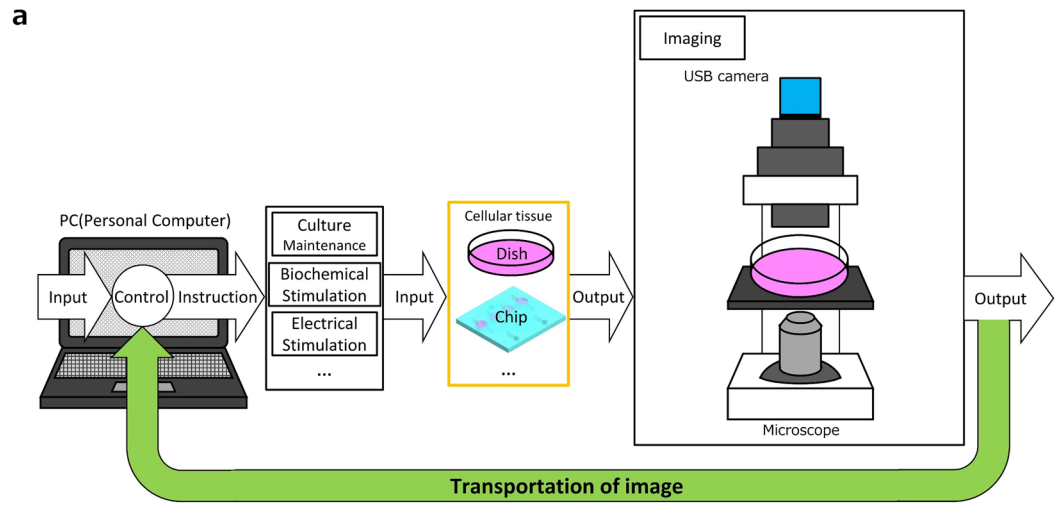 a
Imaging
USB camera
PC(Personal Computer)
Input
Control
Instruction
Culture
Maintenance
Biochemical
Stimulation
Electrical
Stimulation
...
Input
Cellular tissue
Dish
Chip
...
Output
Microscope
Output
Transportation of image